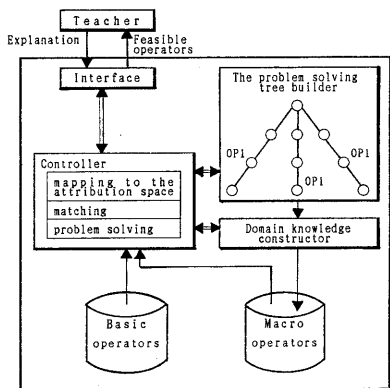 Teacher
Explanation
Feasible
operators
Interface
The problem solving
tree builder
OP1
OP1
OP1
Controller
mapping to the
attribution space
matching
problem solving
Domain knowledge
constructor
Basic
operators
Macro
operators